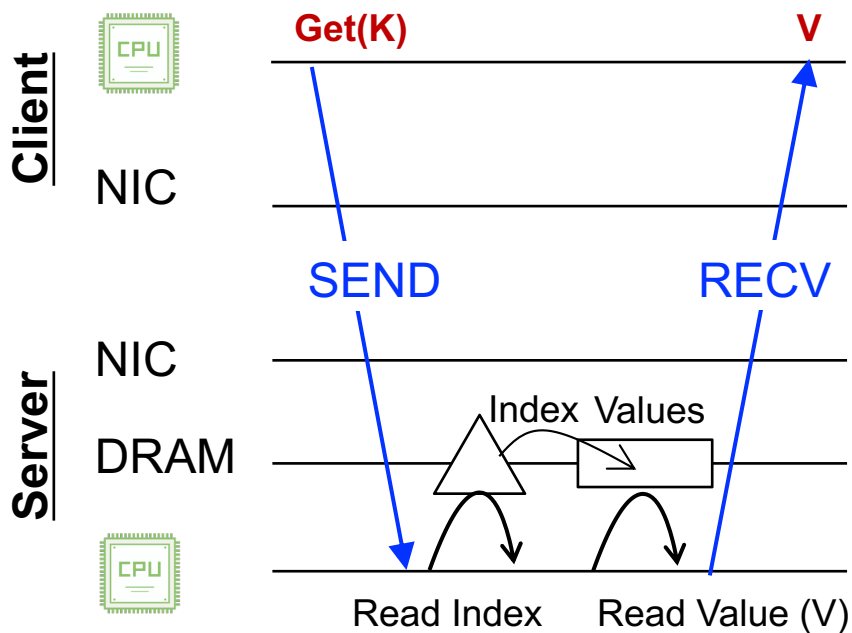 Get(K)
V
CPU
Client
NIC
SEND
RECV
NIC
Index
Values
DRAM
Server
CPU
Read Index
Read Value (V)